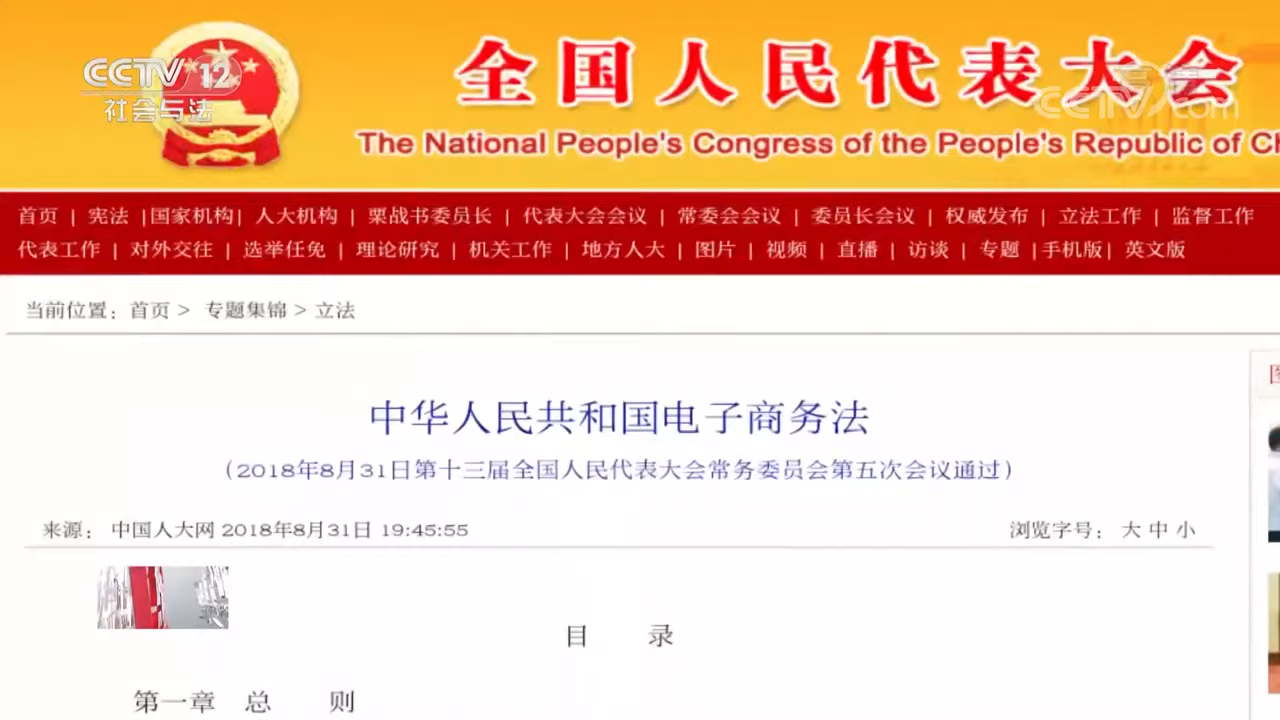 全国人民代表大会
CCTV 12
社会与法
CCTV.com
The National People's Congress of the People's Republic of Ch
首页 | 宪法 |国家机构| 人大机构 | 栗战书委员长 | 代表大会会议 | 常委会会议 | 委员长会议 | 权威发布 | 立法工作 | 监督工作
代表工作 | 对外交往 | 选举任免 | 理论研究 | 机关工作 | 地方人大 | 图片 | 视频 | 直播 | 访谈 | 专题 |手机版| 英文版
当前位置：首页 > 专题集锦 > 立法
中华人民共和国电子商务法
（2018年8月31日第十三届全国人民代表大会常务委员会第五次会议通过）
来源： 中国人大网 2018年8月31日 19:45:55
浏览字号： 大 中 小
目 录
第一章 总 则